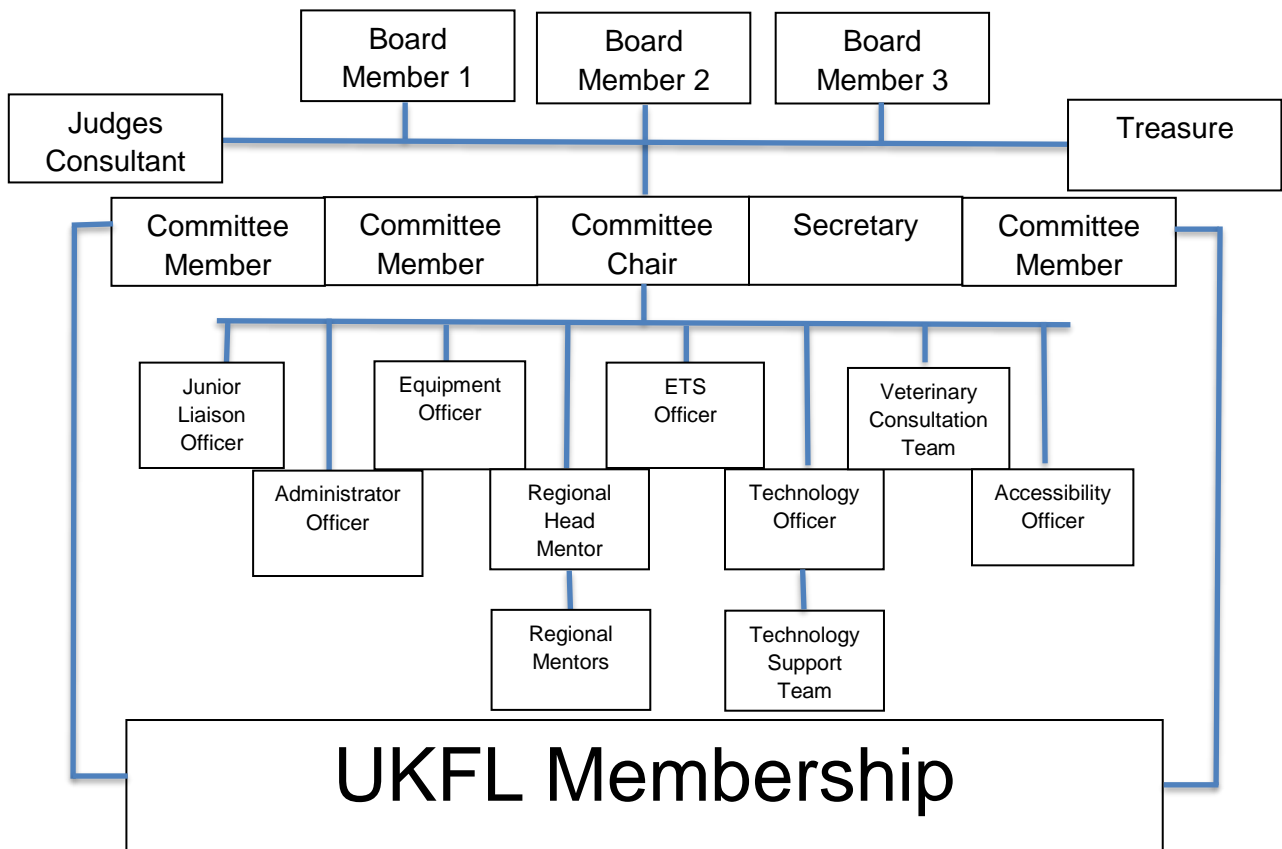 Board
Member 1
Board
Member 2
Board
Member 3
Judges
Consultant
Treasure
Committee
Member
Committee
Member
Committee
Chair
Secretary
Committee
Member
Junior
Liaison
Officer
Equipment
Officer
ETS
Officer
Veterinary
Consultation
Team
Administrator
Officer
Regional
Head
Mentor
Technology
Officer
Accessibility
Officer
Regional
Mentors
Technology
Support
Team
UKFL Membership